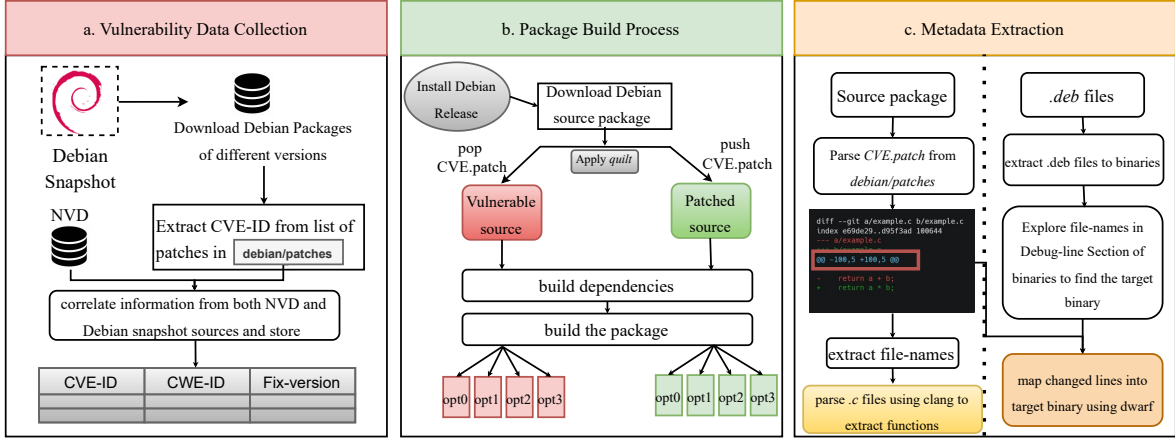 a. Vulnerability Data Collection
Debian
Snapshot
Download Debian Packages
of different versions
NVD
Extract CVE-ID from list of
patches in debian/patches
correlate information from both NVD and
Debian snapshot sources and store
CVE-ID CWE-ID Fix-version
b. Package Build Process
Install Debian
Release
Download Debian
source package
pop
CVE.patch
Apply quilt
push
CVE.patch
Vulnerable
source
Patched
source
build dependencies
build the package
opt0 opt1 opt2 opt3
opt0 opt1 opt2 opt3
c. Metadata Extraction
Source package
Parse CVE.patch from
debian/patches
diff --git a/example.c b/example.c
index e69de29..d95f3ad 100644
--- a/example.c
@@ -100,5 +100,5 @@
- return a + b;
+ return a * b;
extract file-names
parse .c files using clang to
extract functions
.deb files
extract .deb files to binaries
Explore file-names in
Debug-line Section of
binaries to find the target
binary
map changed lines into
target binary using dwarf